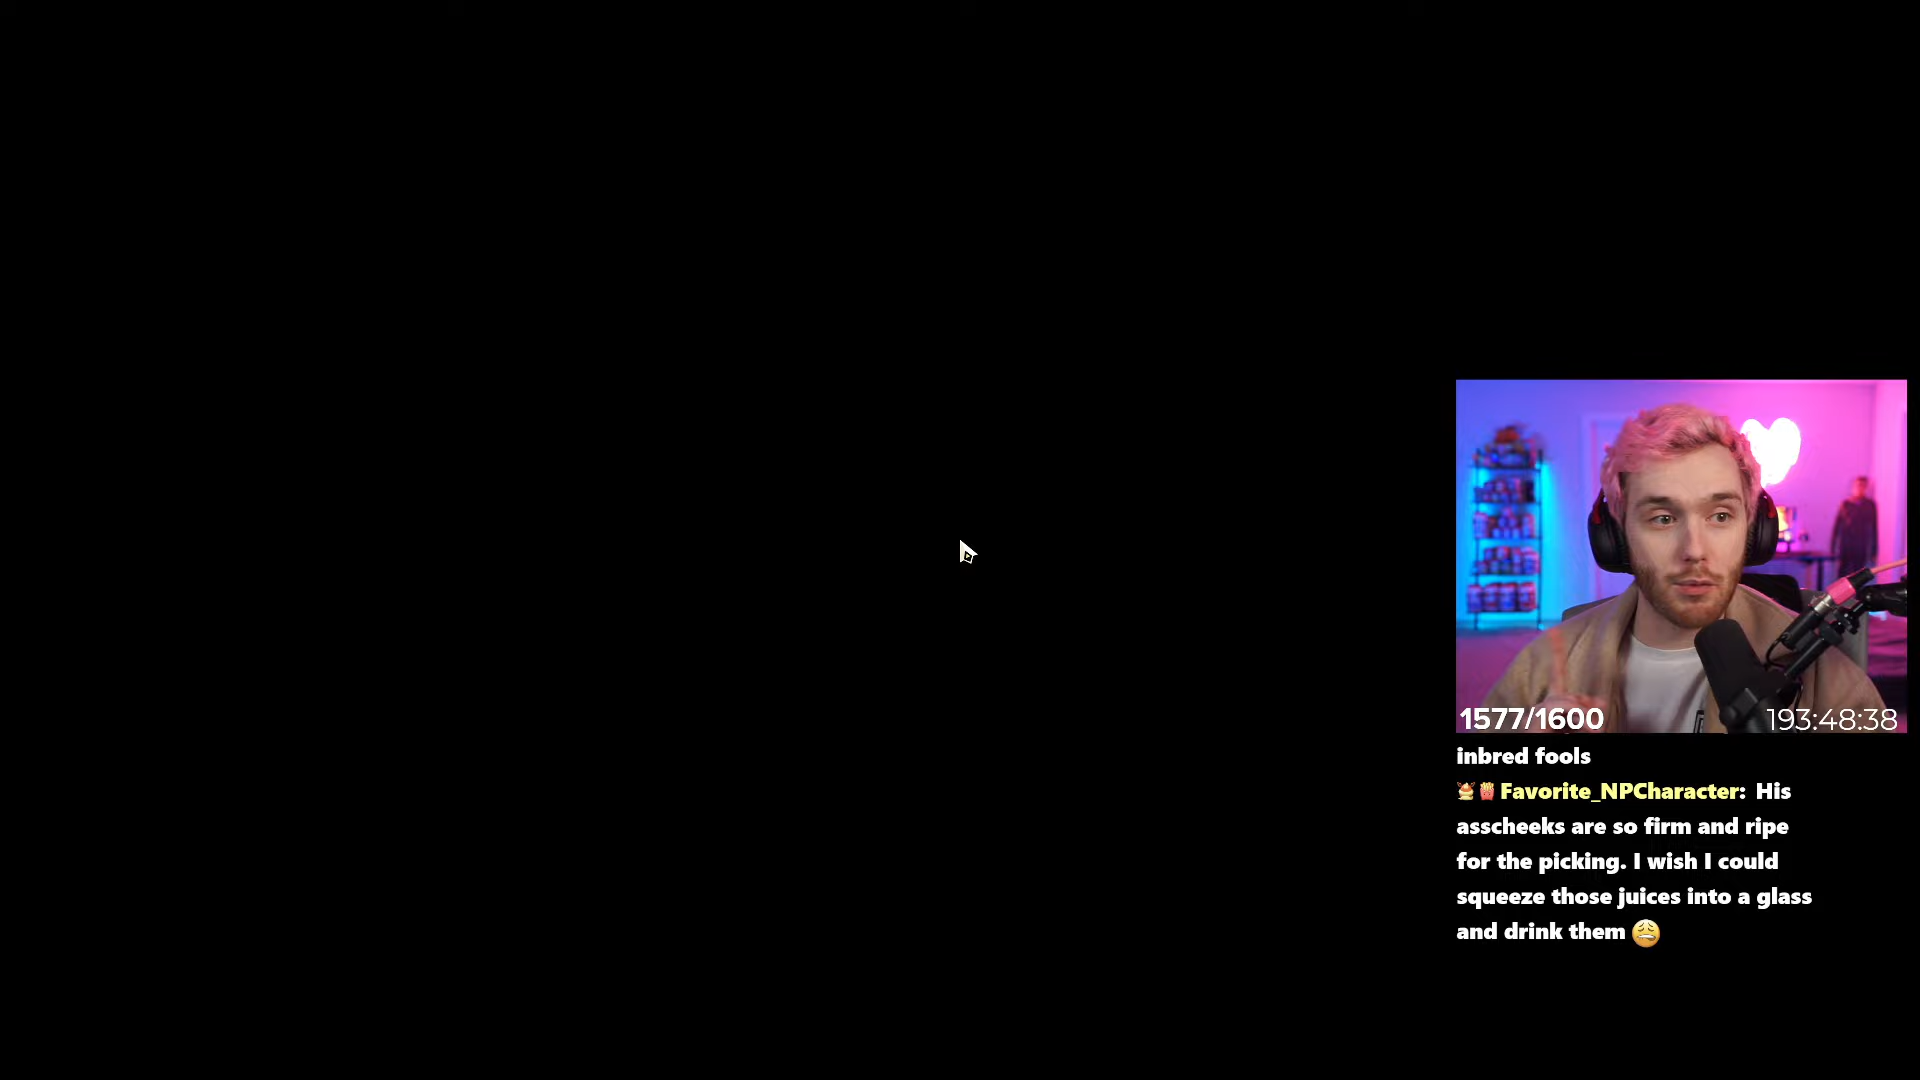 1577/1600
193:48:38
inbred fools
Favorite_NPCharacter: His
asscheeks are so firm and ripe
for the picking. I wish I could
squeeze those juices into a glass
and drink them 😩